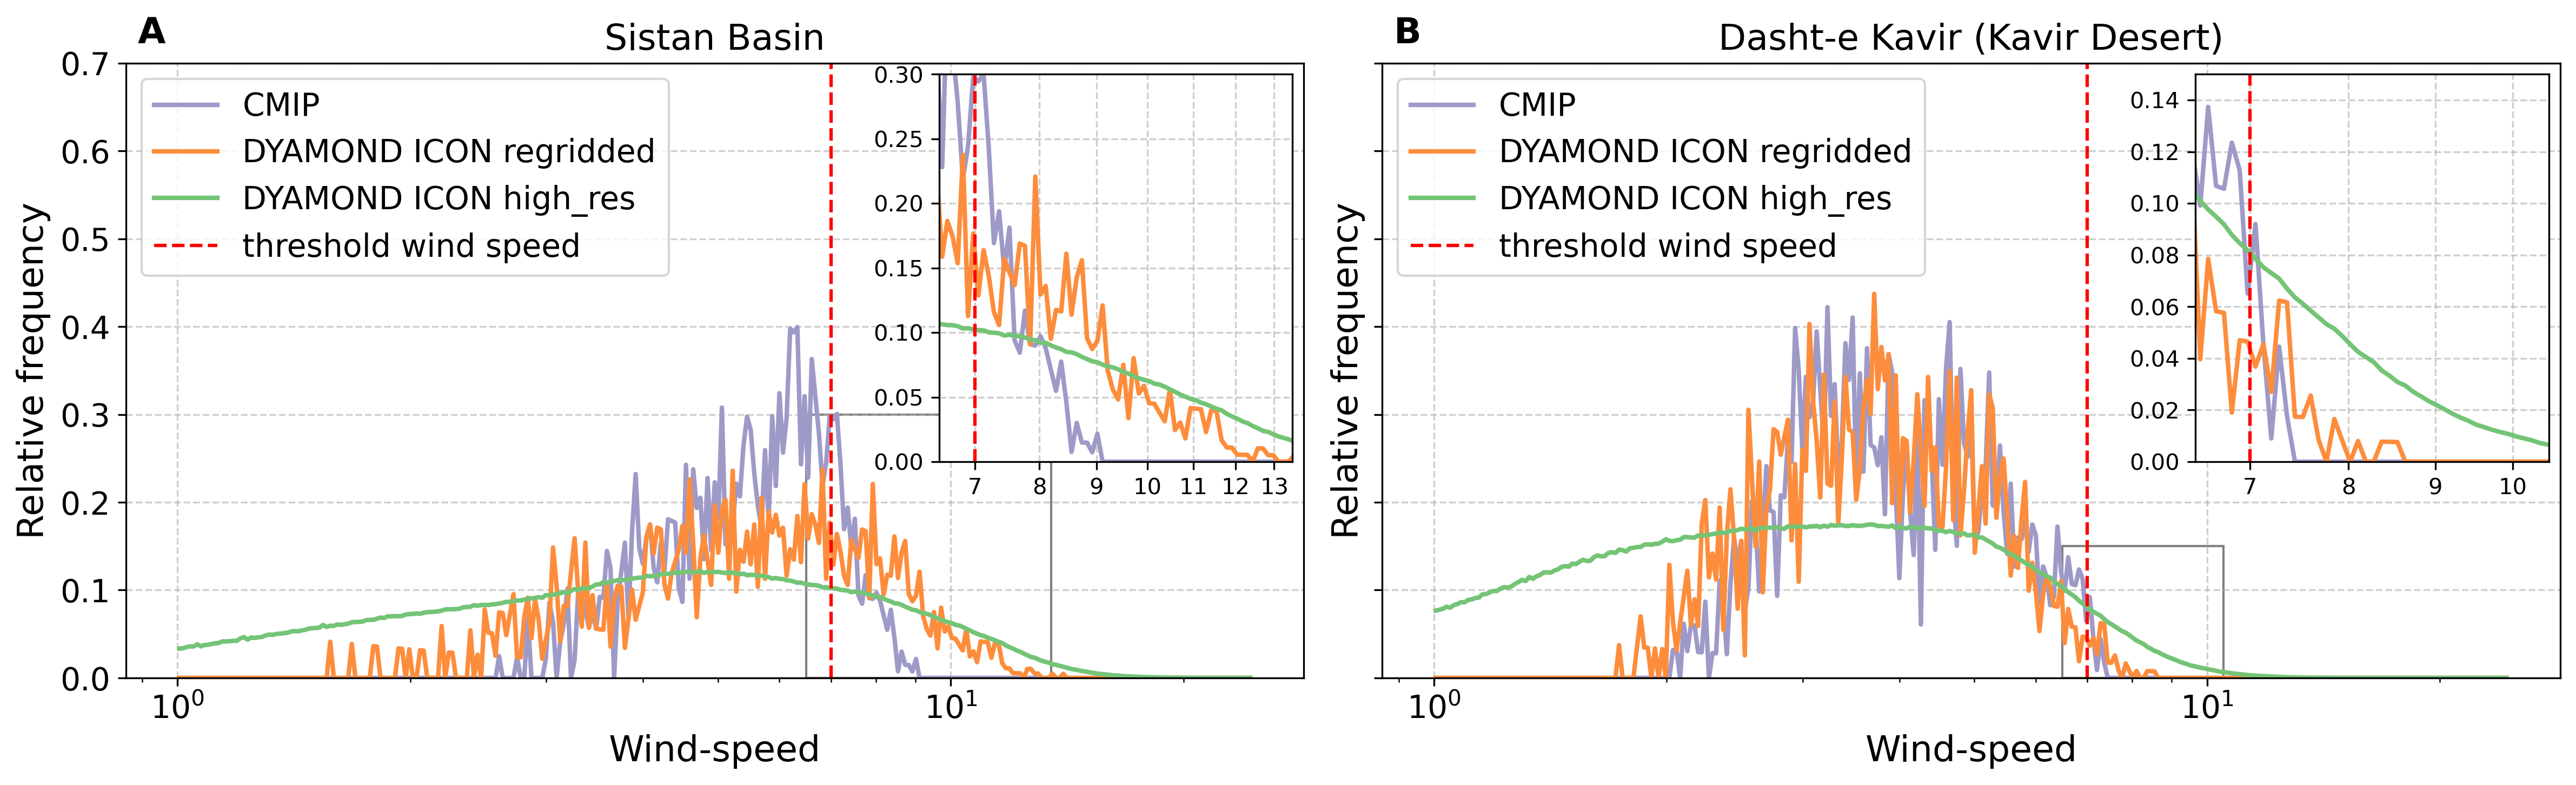 A
Sistan Basin
Relative frequency
0.7
0.6
0.5
0.4
0.3
0.2
0.1
0.0
CMIP
DYAMOND ICON regridded
DYAMOND ICON high_res
threshold wind speed
0.30
0.25
0.20
0.15
0.10
0.05
0.00
7 8 9 10 11 12 13
10⁰ 10¹
Wind-speed
B
Dasht-e Kavir (Kavir Desert)
Relative frequency
CMIP
DYAMOND ICON regridded
DYAMOND ICON high_res
threshold wind speed
0.14
0.12
0.10
0.08
0.06
0.04
0.02
0.00
7 8 9 10
10⁰ 10¹
Wind-speed